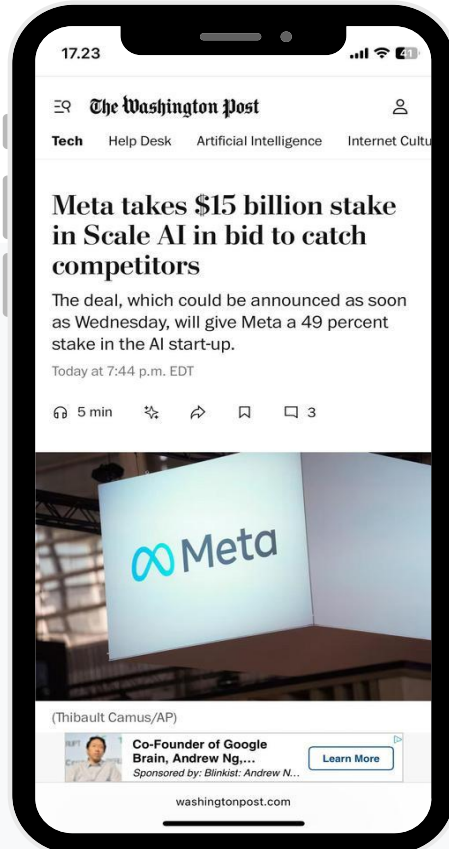 17.23
41
The Washington Post
Tech Help Desk Artificial Intelligence Internet Cultu
Meta takes $15 billion stake
in Scale AI in bid to catch
competitors
The deal, which could be announced as soon
as Wednesday, will give Meta a 49 percent
stake in the AI start-up.
Today at 7:44 p.m. EDT
5 min 3
Meta
(Thibault Camus/AP)
Co-Founder of Google
Brain, Andrew Ng,...
Learn More
Sponsored by: Blinkist: Andrew N...
washingtonpost.com